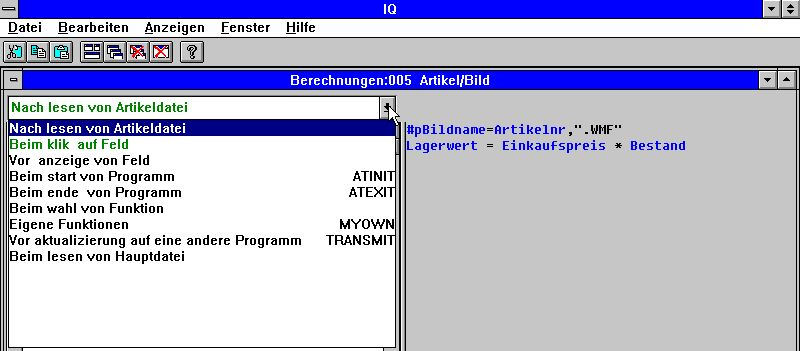 IQ
Datei Bearbeiten Anzeigen Fenster Hilfe
?
Berechnungen:005 Artikel/Bild
Nach lesen von Artikeldatei
Nach lesen von Artikeldatei
Beim klik auf Feld
Vor anzeige von Feld
Beim start von Programm ATINIT
Beim ende von Programm ATEXIT
Beim wahl von Funktion
Eigene Funktionen MYOWN
Vor aktualizierung auf eine andere Programm TRANSMIT
Beim lesen von Hauptdatei
#pBildname=Artikelnr,".WMF"
Lagerwert = Einkaufspreis * Bestand